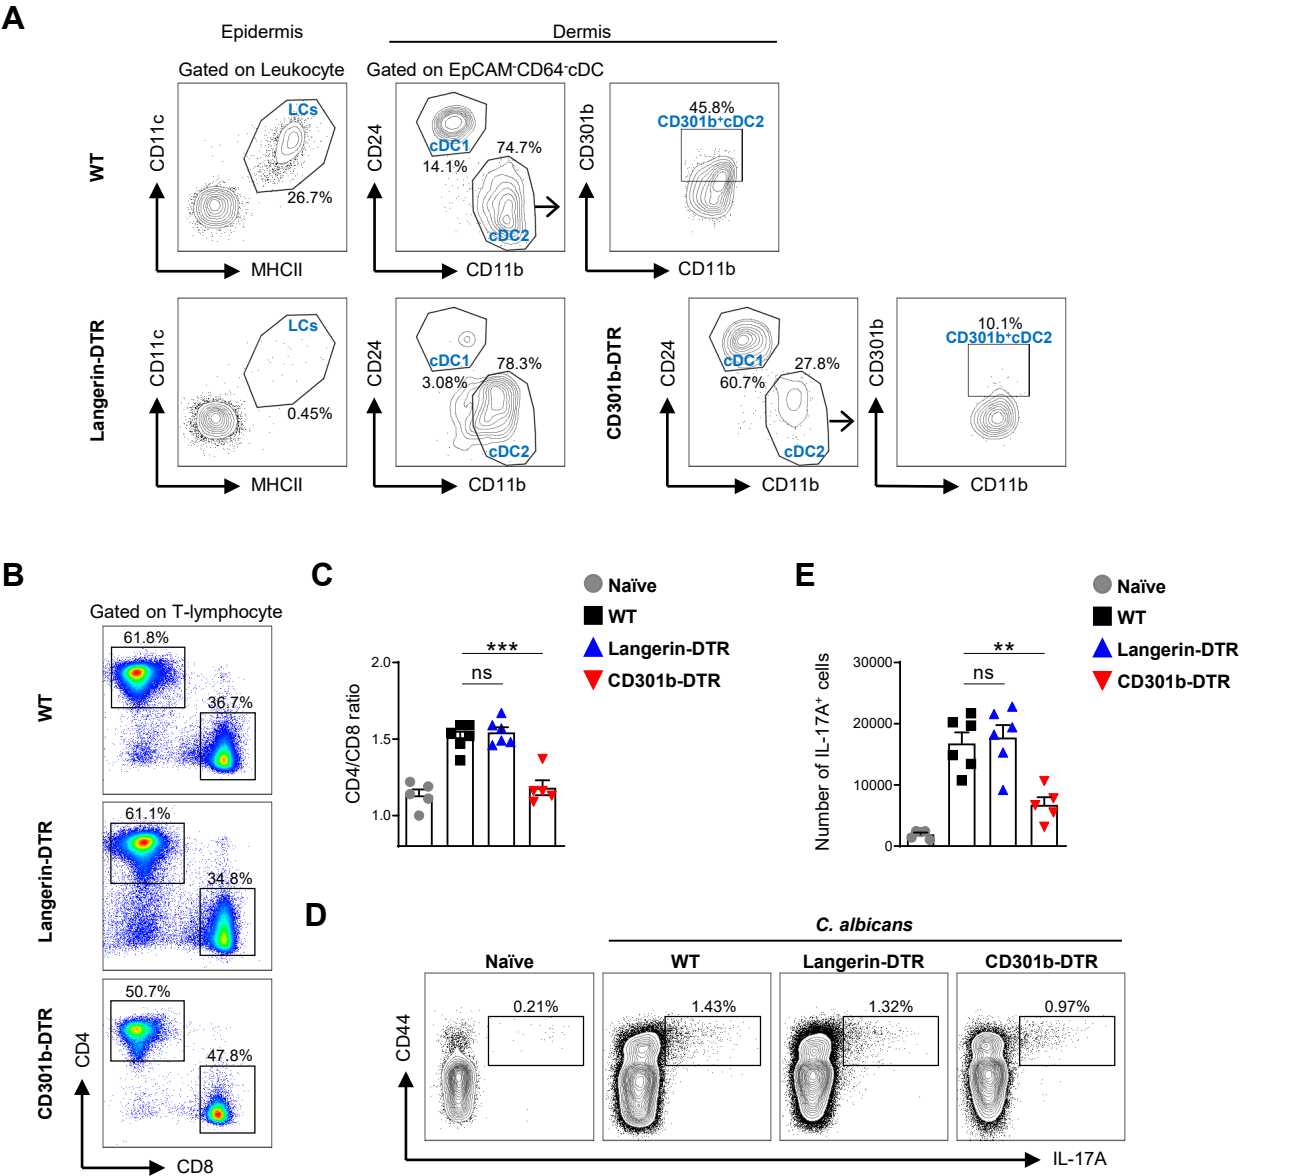 A
Epidermis
Dermis
Gated on Leukocyte
Gated on EpCAM-CD64-cDC
WT
CD11c
LCs
26.7%
MHCII
CD24
cDC1
14.1%
74.7%
cDC2
CD11b
CD301b
45.8%
CD301b+cDC2
CD11b
Langerin-DTR
CD11c
LCs
0.45%
MHCII
CD24
cDC1
3.08%
78.3%
cDC2
CD11b
CD301b-DTR
CD24
cDC1
60.7%
27.8%
cDC2
CD11b
CD301b
10.1%
CD301b+cDC2
CD11b
B
Gated on T-lymphocyte
WT
61.8%
36.7%
Langerin-DTR
61.1%
34.8%
CD301b-DTR
50.7%
47.8%
CD4
CD8
C
Naïve
WT
Langerin-DTR
CD301b-DTR
CD4/CD8 ratio
2.0
1.5
1.0
***
ns
E
Naïve
WT
Langerin-DTR
CD301b-DTR
Number of IL-17A+ cells
30000
20000
10000
0
**
ns
D
C. albicans
Naïve
WT
Langerin-DTR
CD301b-DTR
0.21%
1.43%
1.32%
0.97%
CD44
IL-17A